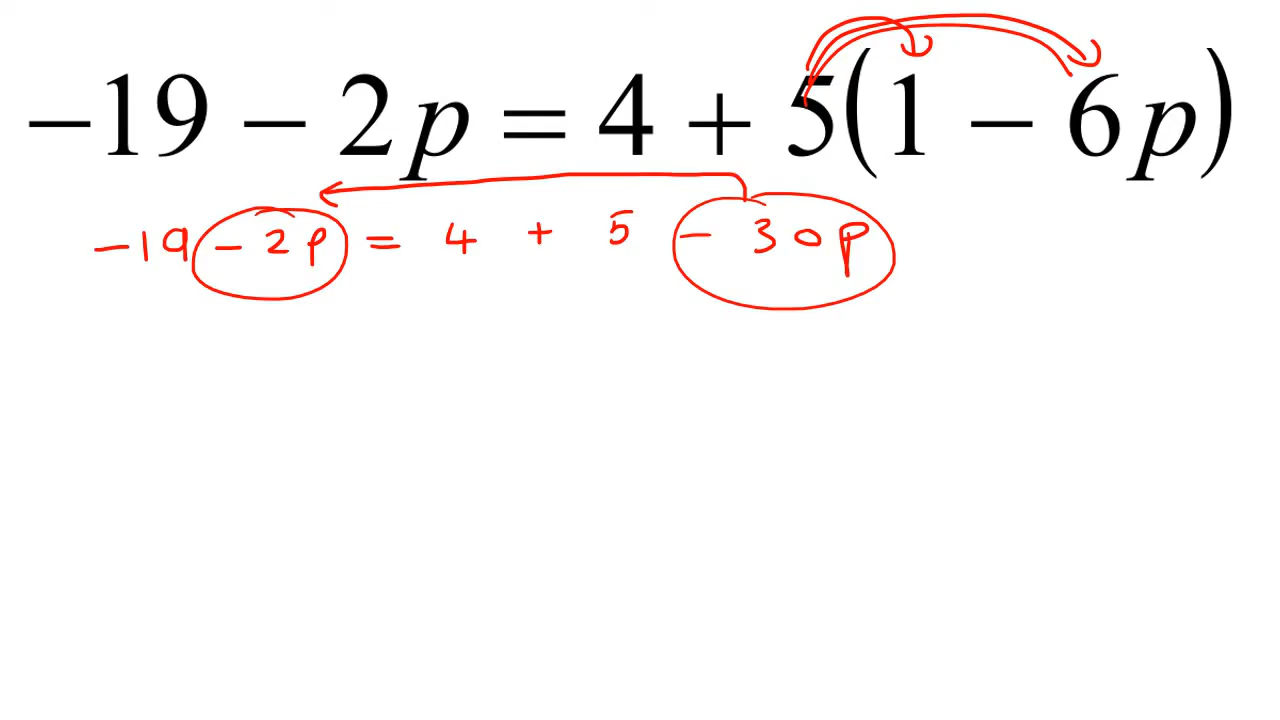 −19 − 2p = 4 + 5(1 − 6p)
−19 − 2p = 4 + 5 − 30p